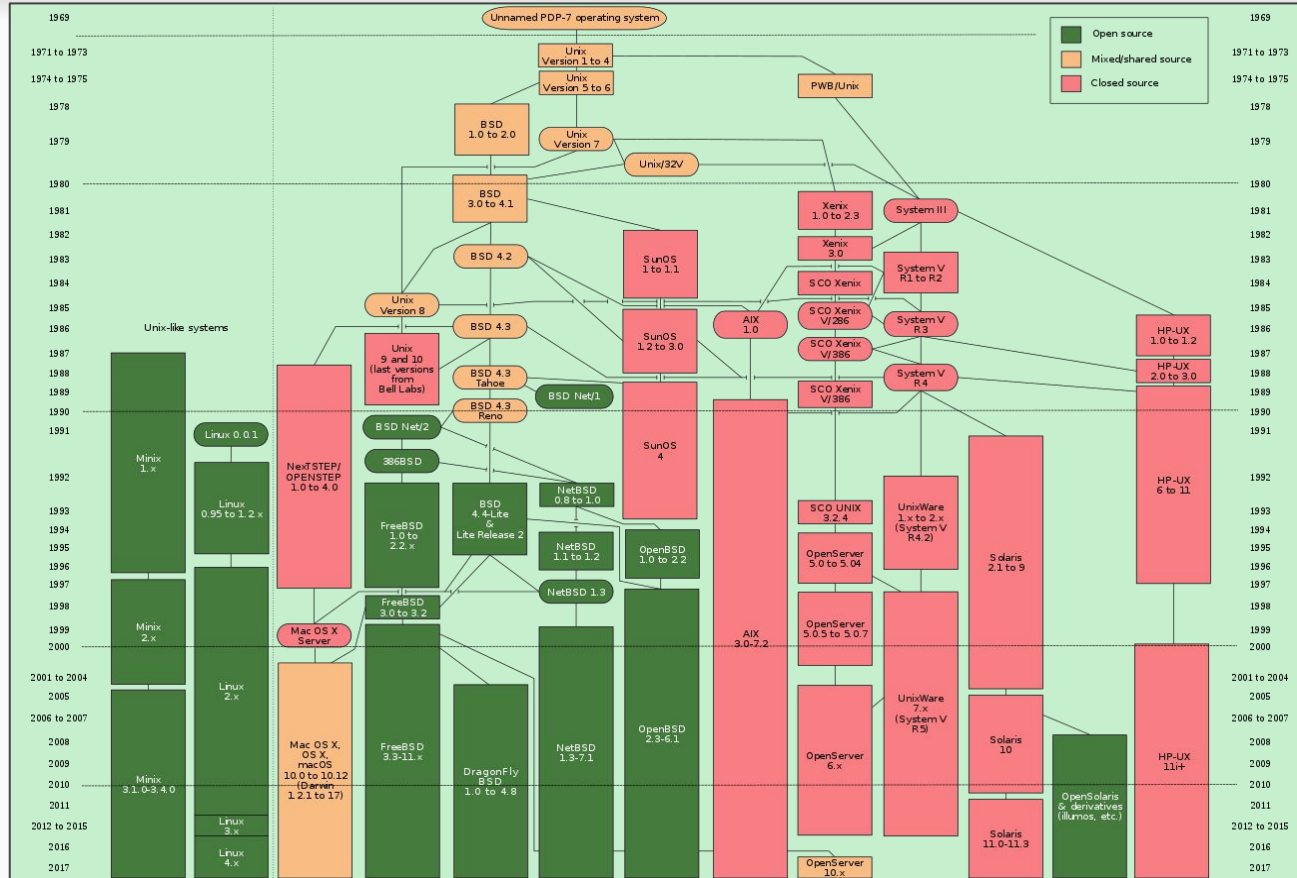 Unnamed PDP-7 operating system
1969
1969
Open source
Mixed/shared source
Closed source
1971 to 1973
Unix
Version 1 to 4
1971 to 1973
1974 to 1975
Unix
Version 5 to 6
PWB/Unix
1974 to 1975
1978
BSD
1.0 to 2.0
1978
1979
Unix
Version 7
1979
Unix/32V
1980
1980
BSD
3.0 to 4.1
Xenix
1.0 to 2.3
System III
1981
1981
1982
1982
Xenix
3.0
1983
BSD 4.2
SunOS
1 to 1.1
System V
R1 to R2
1983
1984
SCO Xenix
1984
1985
Unix
Version 8
SCO Xenix
V/286
1985
Unix-like systems
1986
BSD 4.3
AIX
1.0
System V
R3
HP-UX
1.0 to 1.2
1986
1987
Unix
9 and 10
(last versions
from
Bell Labs)
SunOS
1.2 to 3.0
SCO Xenix
V/386
1987
1988
BSD 4.3
Tahoe
System V
R4
HP-UX
2.0 to 3.0
1988
1989
BSD Net/1
SCO Xenix
V/386
1989
1990
BSD 4.3
Reno
1990
1991
Linux 0.0.1
BSD Net/2
1991
Minix
1.x
NeXTSTEP/
OPENSTEP
1.0 to 4.0
386BSD
SunOS
4
HP-UX
6 to 11
1992
1992
Linux
0.95 to 1.2.x
BSD
4.4-Lite
&
Lite Release 2
NetBSD
0.8 to 1.0
1993
FreeBSD
1.0 to
2.2.x
SCO UNIX
3.2.4
UnixWare
1.x to 2.x
(System V
R4.2)
1993
1994
1994
1995
NetBSD
1.1 to 1.2
OpenBSD
1.0 to 2.2
OpenServer
5.0 to 5.04
Solaris
2.1 to 9
1995
1996
1996
1997
NetBSD 1.3
1997
1998
FreeBSD
3.0 to 3.2
1998
1999
Minix
2.x
Mac OS X
Server
AIX
3.0-7.2
OpenServer
5.0.5 to 5.0.7
1999
2000
2000
2001 to 2004
Linux
2.x
2001 to 2004
2005
UnixWare
7.x
(System V
R5)
2005
2006 to 2007
2006 to 2007
2008
Mac OS X,
OS X,
macOS
10.0 to 10.12
(Darwin
1.2.1 to 17)
FreeBSD
3.3-11.x
NetBSD
1.3-7.1
OpenBSD
2.3-6.1
OpenServer
6.x
Solaris
10
HP-UX
11i+
2008
2009
2009
2010
Minix
3.1.0-3.4.0
DragonFly
BSD
1.0 to 4.8
2010
2011
OpenSolaris
& derivatives
(illumos, etc.)
2011
2012 to 2015
Linux
3.x
2012 to 2015
2016
Linux
4.x
Solaris
11.0-11.3
2016
2017
OpenServer
10.x
2017